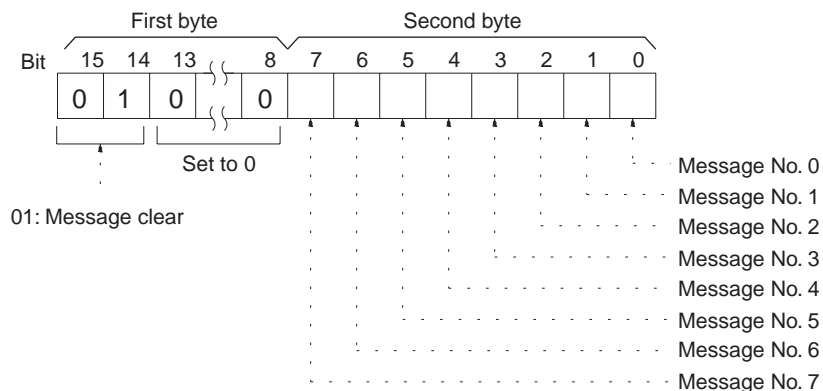 First byte Second byte
Bit 15 14 13 8 7 6 5 4 3 2 1 0
0 1 0 0
Set to 0
01: Message clear
Message No. 0
Message No. 1
Message No. 2
Message No. 3
Message No. 4
Message No. 5
Message No. 6
Message No. 7